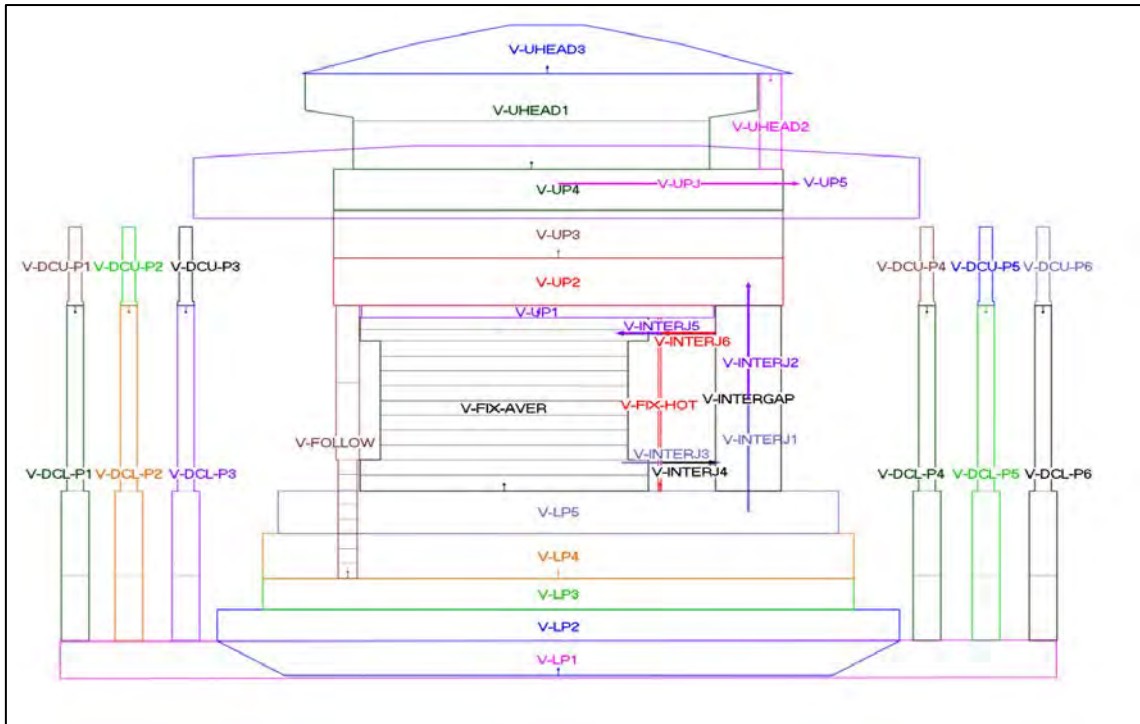 V-UHEAD3
V-UHEAD1
V-UHEAD2
V-UP4
V-UPJ
V-UP5
V-UP3
V-DCU-P1
V-DCU-P2
V-DCU-P3
V-DCU-P4
V-DCU-P5
V-DCU-P6
V-UP2
V-UP1
V-INTERJ5
V-INTERJ6
V-INTERJ2
V-FIX-AVER
V-FIX-HOT
V-INTERGAP
V-FOLLOW
V-INTERJ1
V-INTERJ3
V-INTERJ4
V-DCL-P1
V-DCL-P2
V-DCL-P3
V-DCL-P4
V-DCL-P5
V-DCL-P6
V-LP5
V-LP4
V-LP3
V-LP2
V-LP1